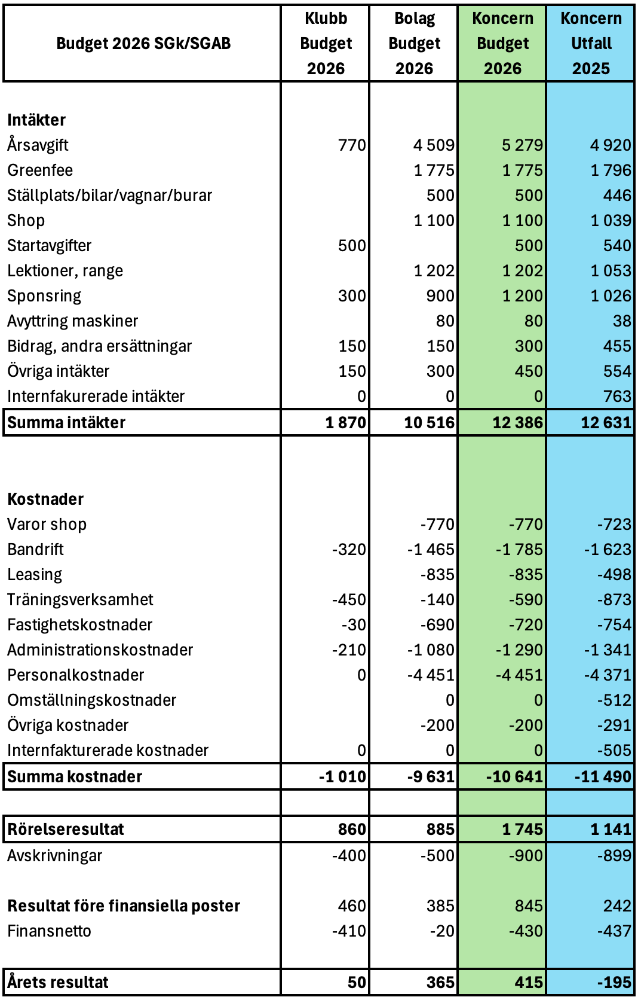 Budget 2026 SGk/SGAB Klubb Budget 2026 Bolag Budget 2026 Koncern Budget 2026 Koncern Utfall 2025
Intäkter
Årsavgift 770 4 509 5 279 4 920
Greenfee 1 775 1 775 1 796
Ställplats/bilar/vagnar/burar 500 500 446
Shop 1 100 1 100 1 039
Startavgifter 500 500 540
Lektioner, range 1 202 1 202 1 053
Sponsring 300 900 1 200 1 026
Avyttring maskiner 80 80 38
Bidrag, andra ersättningar 150 150 300 455
Övriga intäkter 150 300 450 554
Internfakurerade intäkter 0 0 0 763
Summa intäkter 1 870 10 516 12 386 12 631
Kostnader
Varor shop -770 -770 -723
Bandrift -320 -1 465 -1 785 -1 623
Leasing -835 -835 -498
Träningsverksamhet -450 -140 -590 -873
Fastighetskostnader -30 -690 -720 -754
Administrationskostnader -210 -1 080 -1 290 -1 341
Personalkostnader 0 -4 451 -4 451 -4 371
Omställningskostnader 0 0 -512
Övriga kostnader -200 -200 -291
Internfakturerade kostnader 0 0 0 -505
Summa kostnader -1 010 -9 631 -10 641 -11 490
Rörelseresultat 860 885 1 745 1 141
Avskrivningar -400 -500 -900 -899
Resultat före finansiella poster 460 385 845 242
Finansnetto -410 -20 -430 -437
Årets resultat 50 365 415 -195